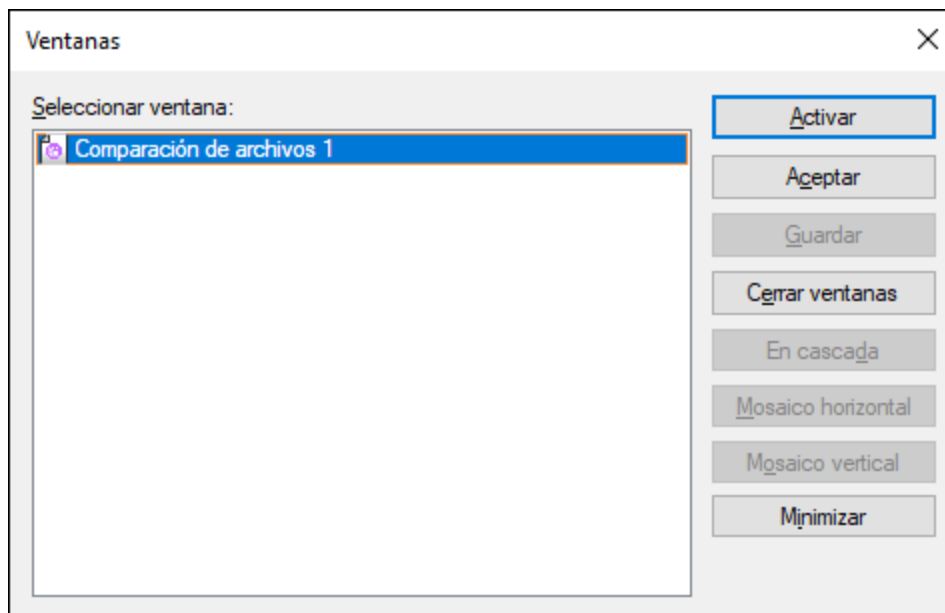 Ventanas
Seleccionar ventana:
Comparación de archivos 1
Activar
Aceptar
Guardar
Cerrar ventanas
En cascada
Mosaico horizontal
Mosaico vertical
Minimizar